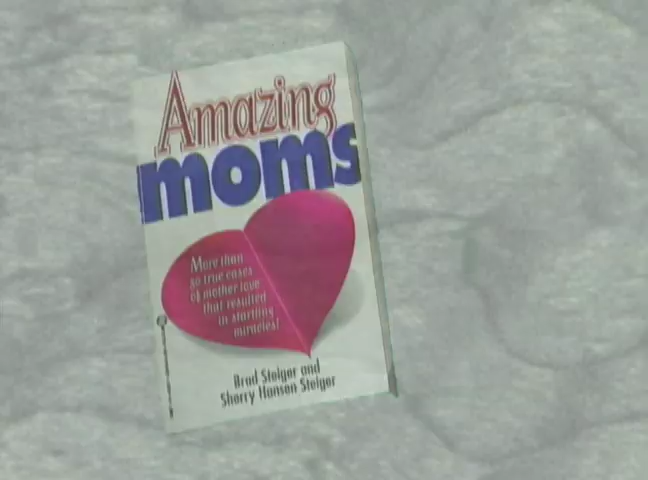 Amazing
moms
More than
50 true cases
of mother love
that resulted
in startling
miracles!
Brad Steiger and
Sherry Hansen Steiger